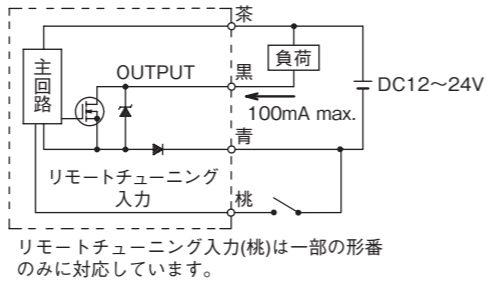 茶
負荷
主回路
OUTPUT
黒
DC12～24V
100mA max.
青
リモートチューニング
入力
桃
リモートチューニング入力(桃)は一部の形番
のみに対応しています。